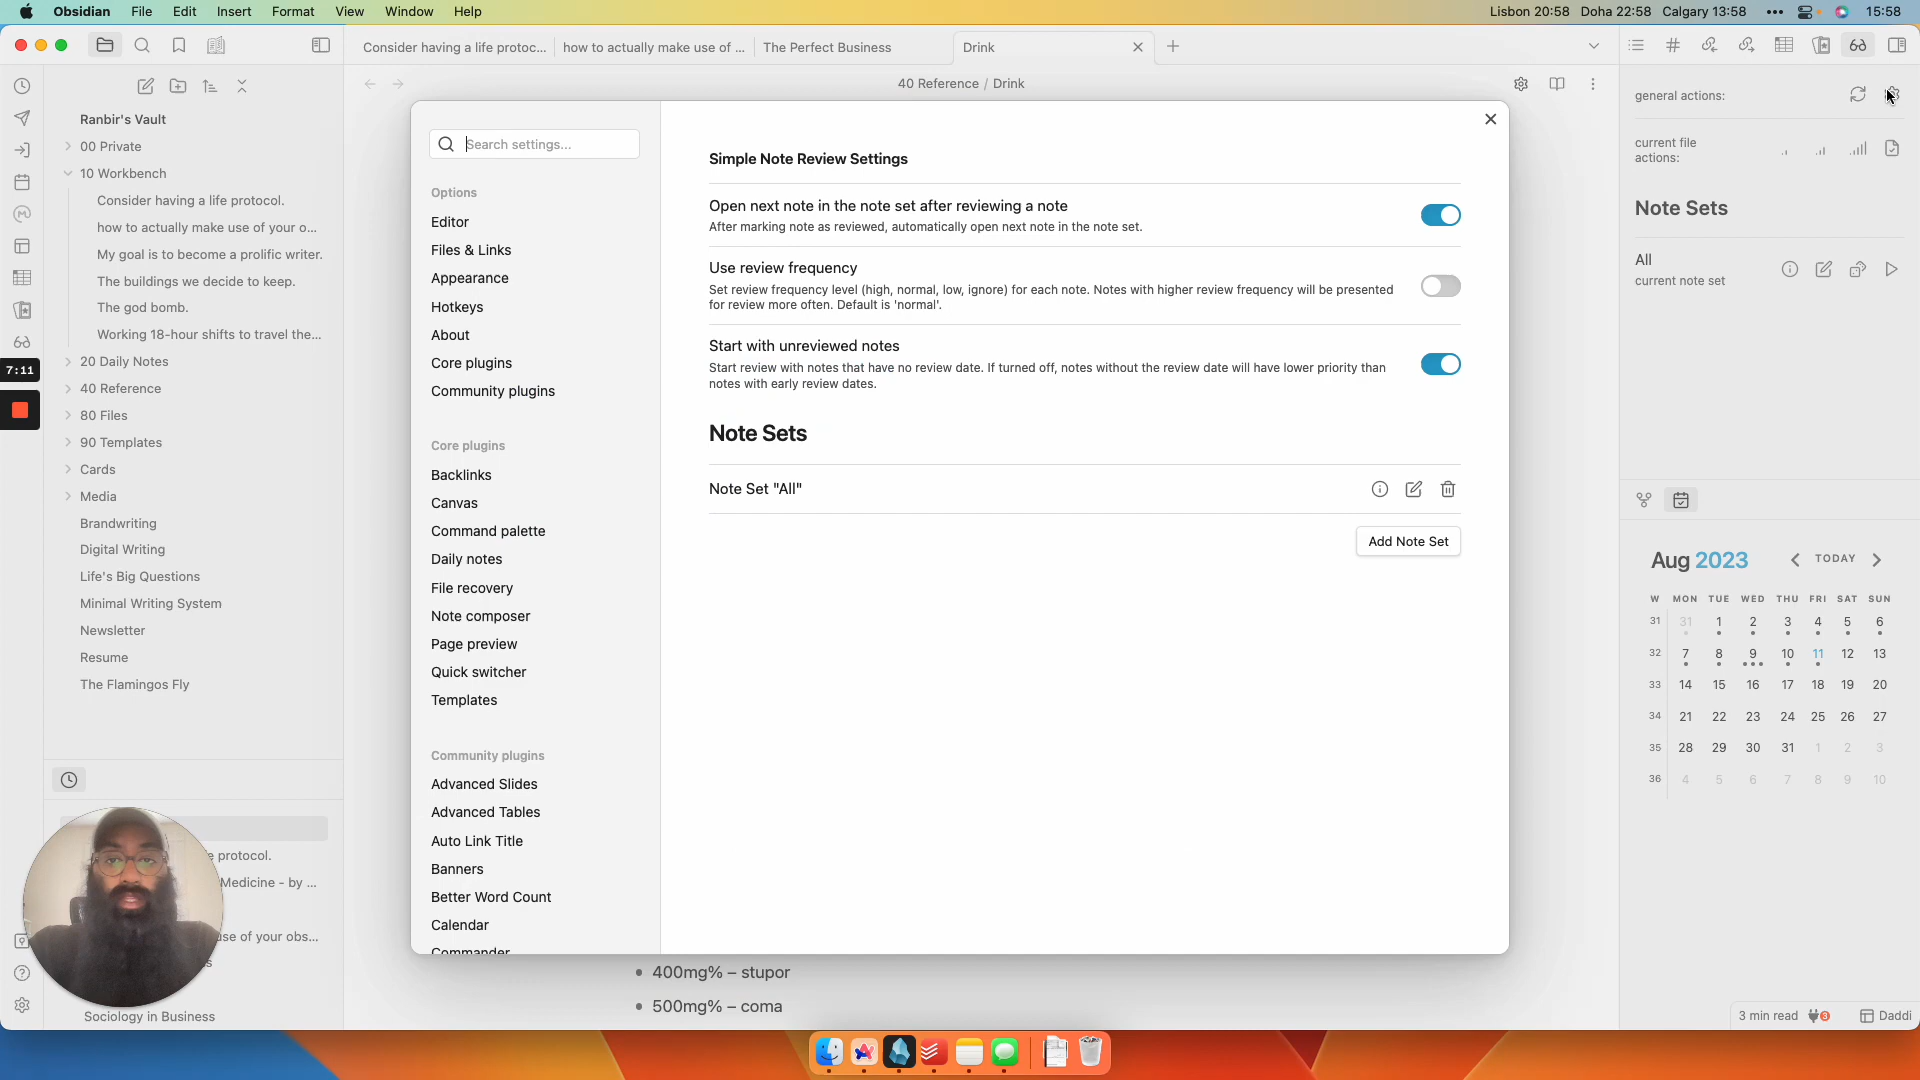 Obsidian File Edit Insert Format View Window Help
Lisbon 20:58 Doha 22:58 Calgary 13:58 15:58
Consider having a life protoc...
how to actually make use of ...
The Perfect Business
Drink
40 Reference / Drink
Ranbir's Vault
00 Private
10 Workbench
Consider having a life protocol.
how to actually make use of your o...
My goal is to become a prolific writer.
The buildings we decide to keep.
The god bomb.
Working 18-hour shifts to travel the...
7:11
20 Daily Notes
40 Reference
80 Files
90 Templates
Cards
Media
Brandwriting
Digital Writing
Life's Big Questions
Minimal Writing System
Newsletter
Resume
The Flamingos Fly
e protocol.
Medicine - by ...
use of your obs...
s
Sociology in Business
Search settings...
Options
Editor
Files & Links
Appearance
Hotkeys
About
Core plugins
Community plugins
Core plugins
Backlinks
Canvas
Command palette
Daily notes
File recovery
Note composer
Page preview
Quick switcher
Templates
Community plugins
Advanced Slides
Advanced Tables
Auto Link Title
Banners
Better Word Count
Calendar
Commander
Simple Note Review Settings
Open next note in the note set after reviewing a note
After marking note as reviewed, automatically open next note in the note set.
Use review frequency
Set review frequency level (high, normal, low, ignore) for each note. Notes with higher review frequency will be presented
for review more often. Default is 'normal'.
Start with unreviewed notes
Start review with notes that have no review date. If turned off, notes without the review date will have lower priority than
notes with early review dates.
Note Sets
Note Set "All"
Add Note Set
400mg% – stupor
500mg% – coma
general actions:
current file
actions:
Note Sets
All
current note set
Aug 2023
TODAY
W MON TUE WED THU FRI SAT SUN
31 31 1 2 3 4 5 6
32 7 8 9 10 11 12 13
33 14 15 16 17 18 19 20
34 21 22 23 24 25 26 27
35 28 29 30 31 1 2 3
36 4 5 6 7 8 9 10
3 min read 3 Daddi